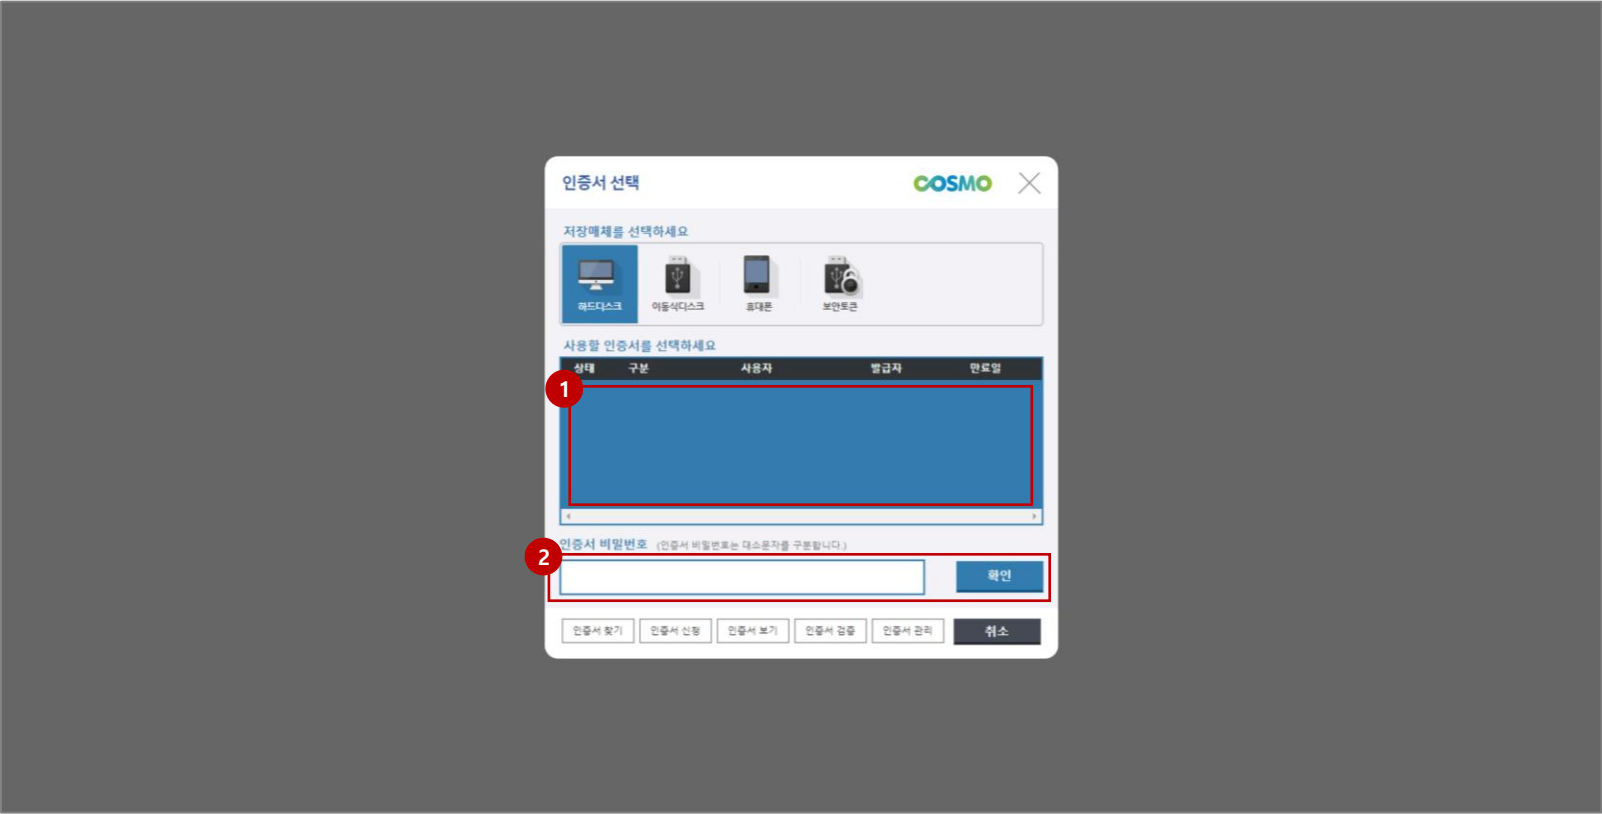 인증서 선택
COSMO
저장매체를 선택하세요
하드디스크 이동식디스크 휴대폰 보안토큰
사용할 인증서를 선택하세요
상태 구분 사용자 발급자 만료일
1
인증서 비밀번호 (인증서 비밀번호는 대소문자를 구분합니다.)
2
확인
인증서 찾기 인증서 신청 인증서 보기 인증서 검증 인증서 관리 취소